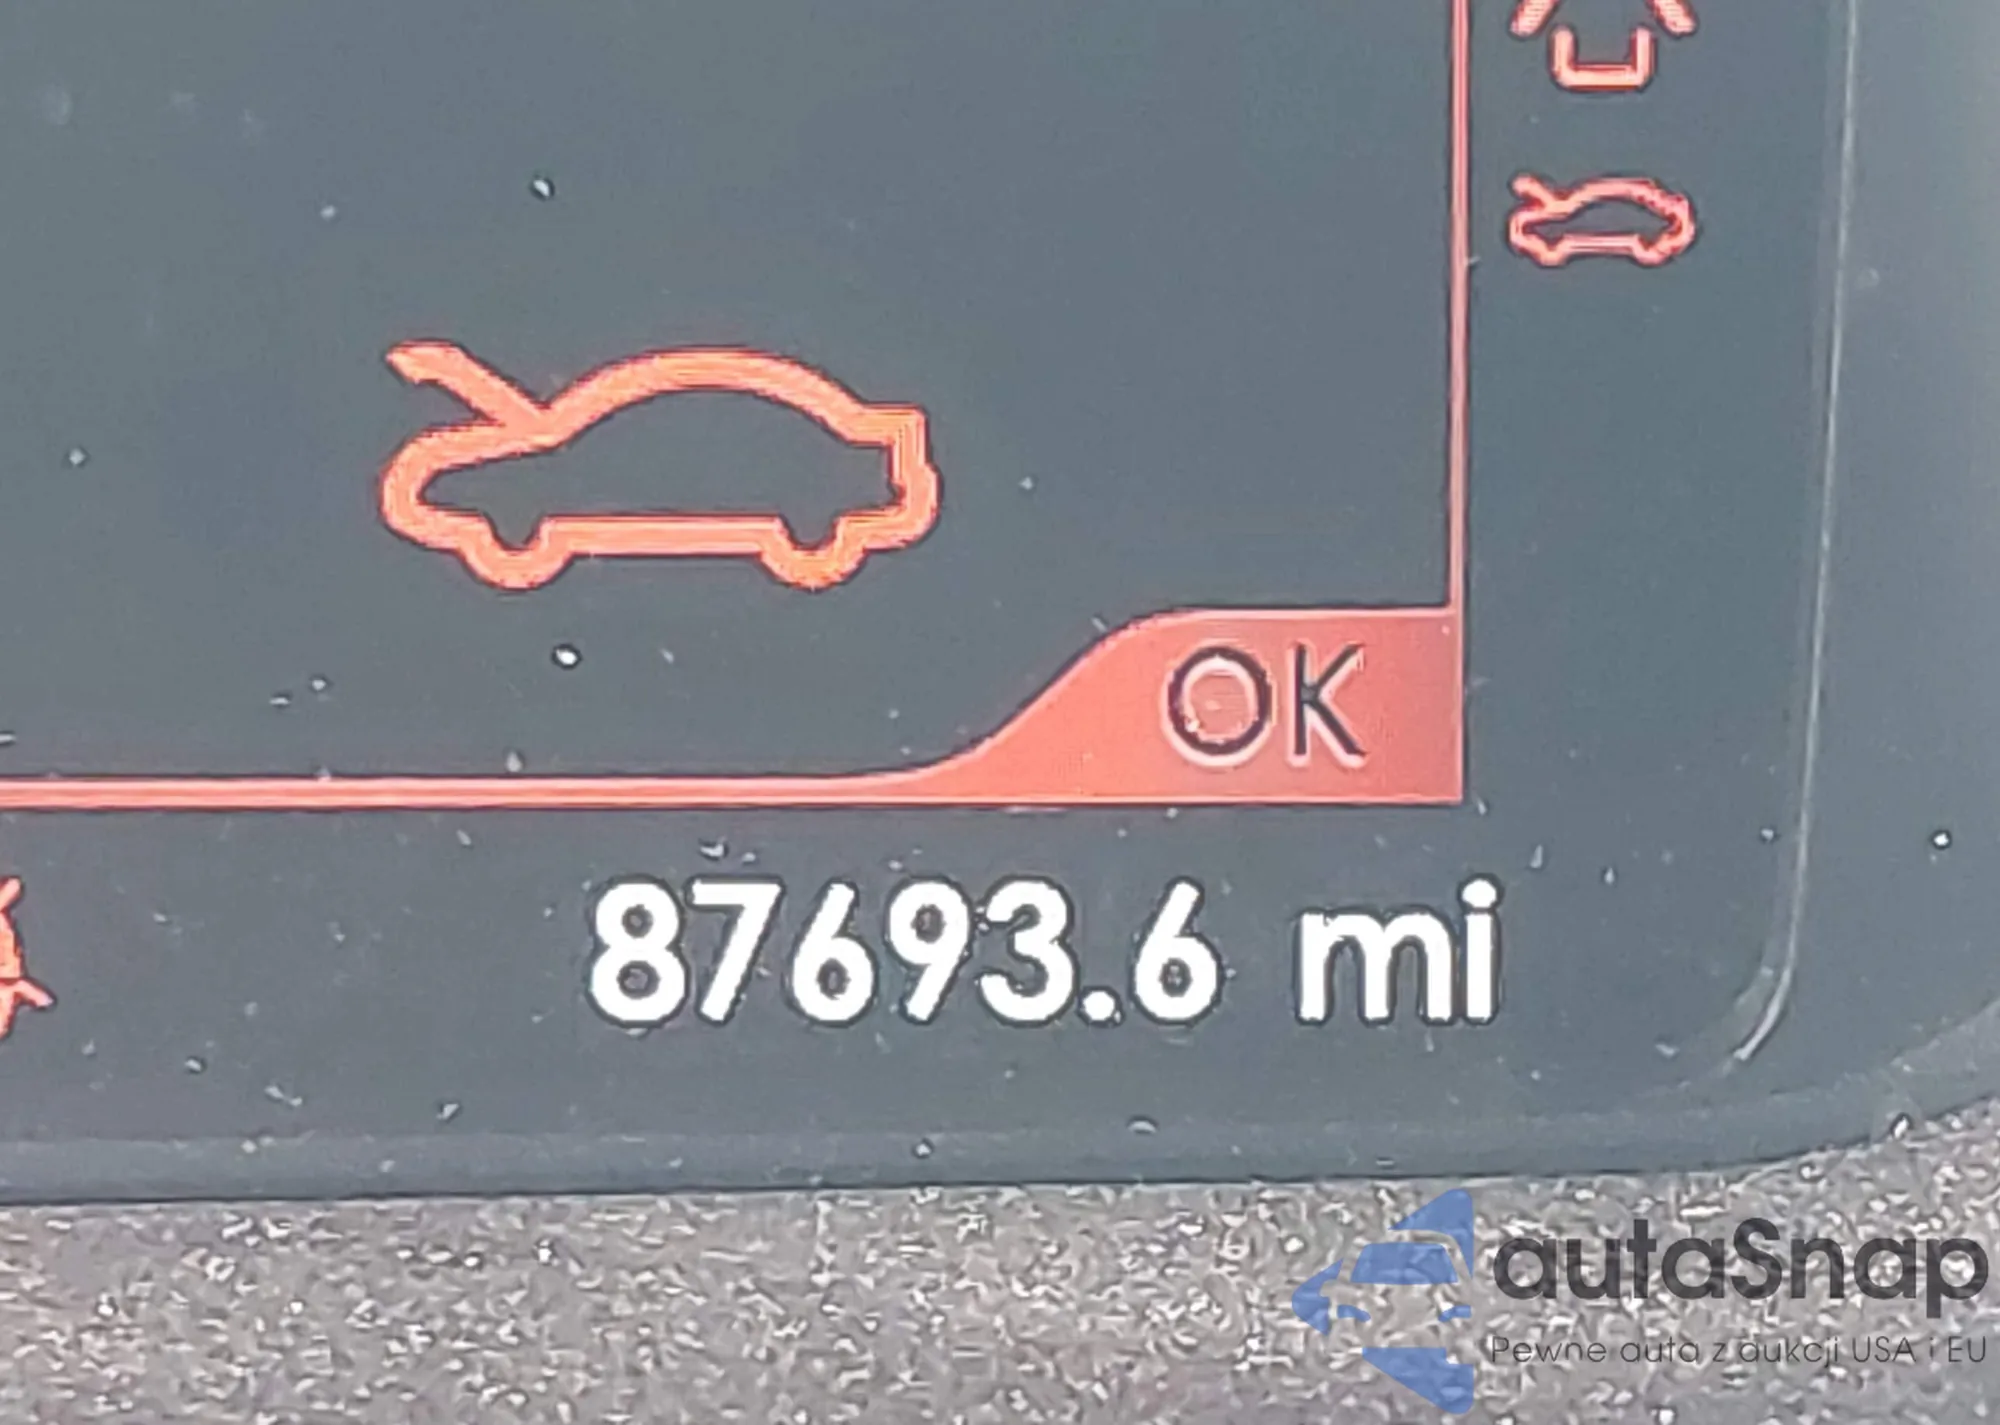 OK
87693.6 mi
autaSnap
Pewne auta z aukcji USA i EU